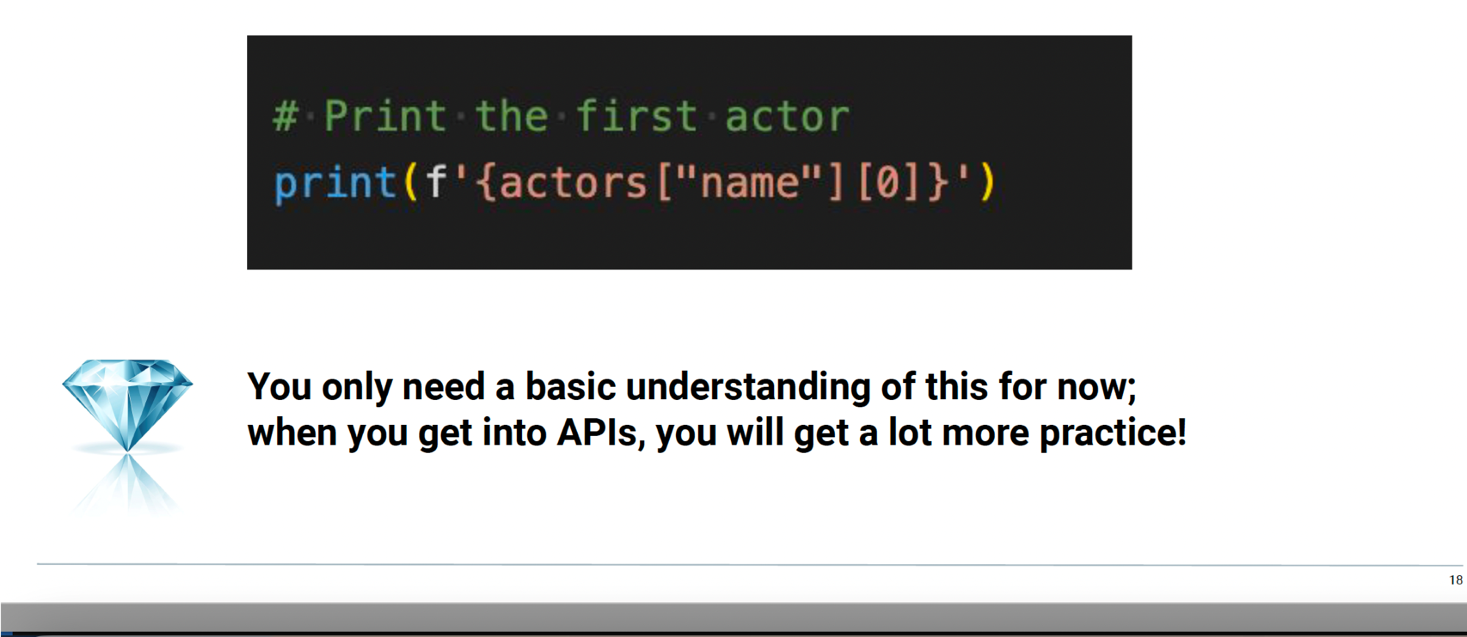 # Print the first actor
print(f'{actors["name"][0]}')
You only need a basic understanding of this for now;
when you get into APIs, you will get a lot more practice!
18